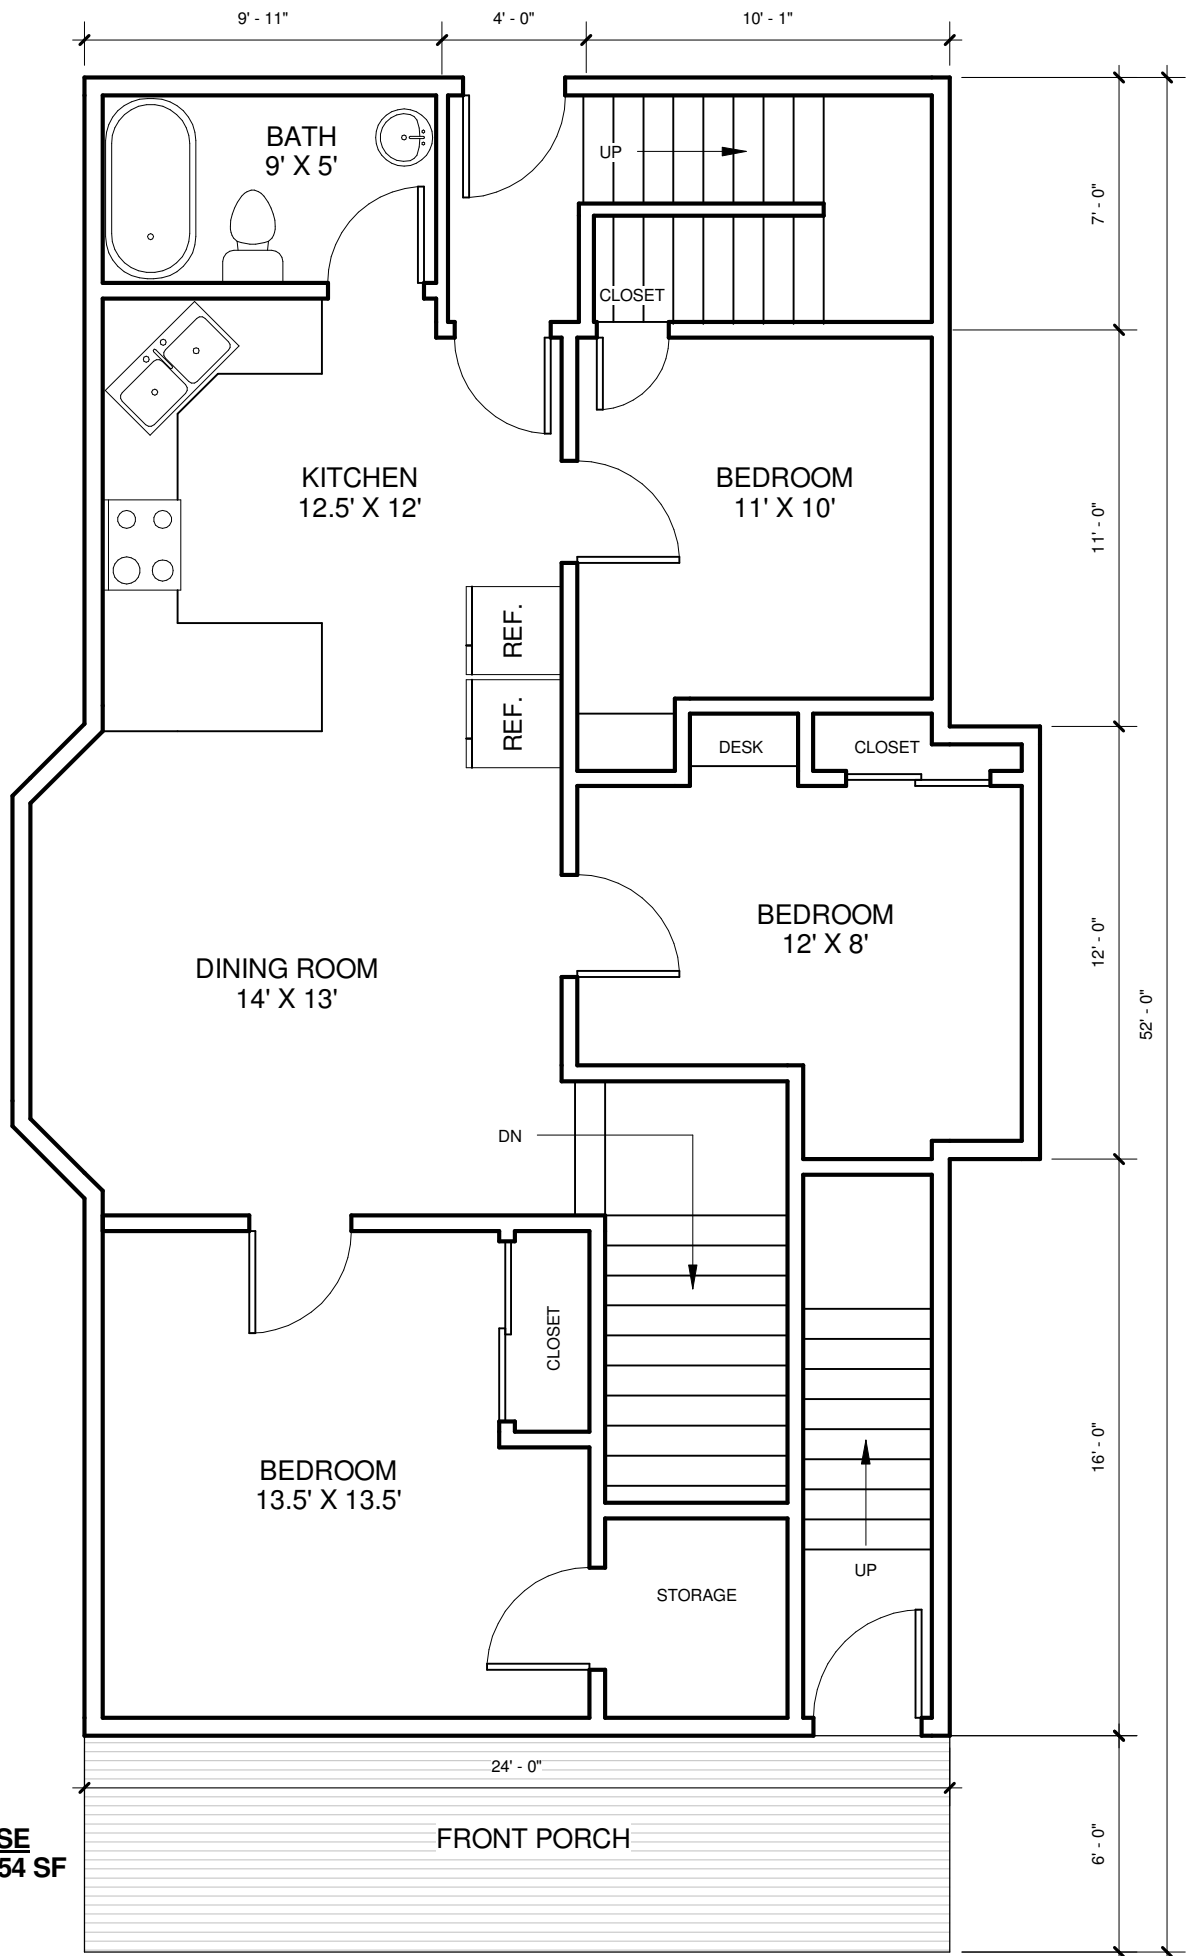 9' - 11"
4' - 0"
10' - 1"
BATH
9' X 5'
UP
7' - 0"
CLOSET
KITCHEN
12.5' X 12'
BEDROOM
11' X 10'
11' - 0"
REF.
REF.
DESK
CLOSET
BEDROOM
12' X 8'
12' - 0"
DINING ROOM
14' X 13'
52' - 0"
DN
CLOSET
BEDROOM
13.5' X 13.5'
16' - 0"
STORAGE
UP
24' - 0"
FRONT PORCH
6' - 0"
SE
54 SF